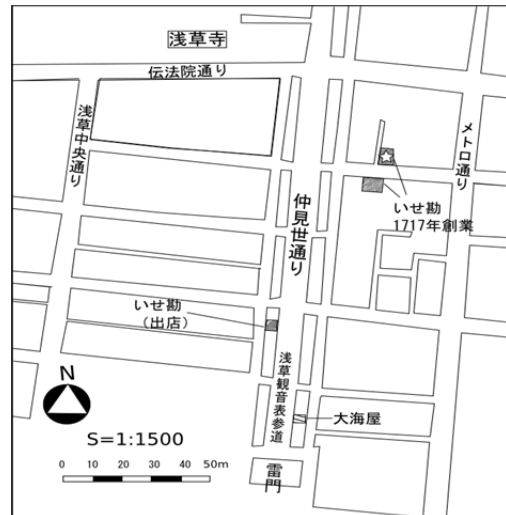 浅草寺
伝法院通り
浅草中央通り
メトロ通り
仲見世通り
いせ勘
1717年創業
いせ勘
(出店)
浅草観音表参道
大海屋
雷門
N
S=1:1500
0 10 20 30 40 50m